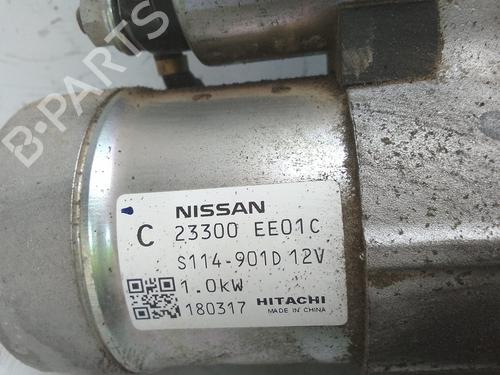 B-PARTS
NISSAN
C 23300 EE01C
S114-901D 12V
1.0kW
180317 HITACHI
MADE IN CHINA